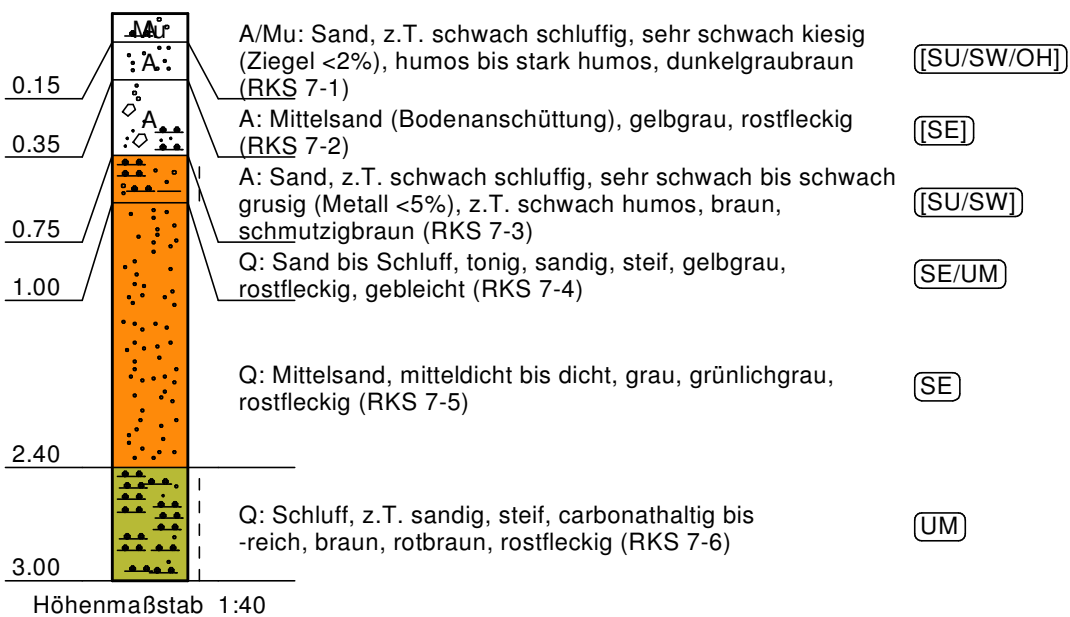 Mu
A
A/Mu: Sand, z.T. schwach schluffig, sehr schwach kiesig
(Ziegel <2%), humos bis stark humos, dunkelgraubraun
(RKS 7-1)
[SU/SW/OH]
0.15
A
A: Mittelsand (Bodenanschüttung), gelbgrau, rostfleckig
(RKS 7-2)
[SE]
0.35
A
A: Sand, z.T. schwach schluffig, sehr schwach bis schwach
grusig (Metall <5%), z.T. schwach humos, braun,
schmutzigbraun (RKS 7-3)
[SU/SW]
0.75
Q: Sand bis Schluff, tonig, sandig, steif, gelbgrau,
rostfleckig, gebleicht (RKS 7-4)
SE/UM
1.00
Q: Mittelsand, mitteldicht bis dicht, grau, grünlichgrau,
rostfleckig (RKS 7-5)
SE
2.40
Q: Schluff, z.T. sandig, steif, carbonathaltig bis
-reich, braun, rotbraun, rostfleckig (RKS 7-6)
UM
3.00
Höhenmaßstab 1:40